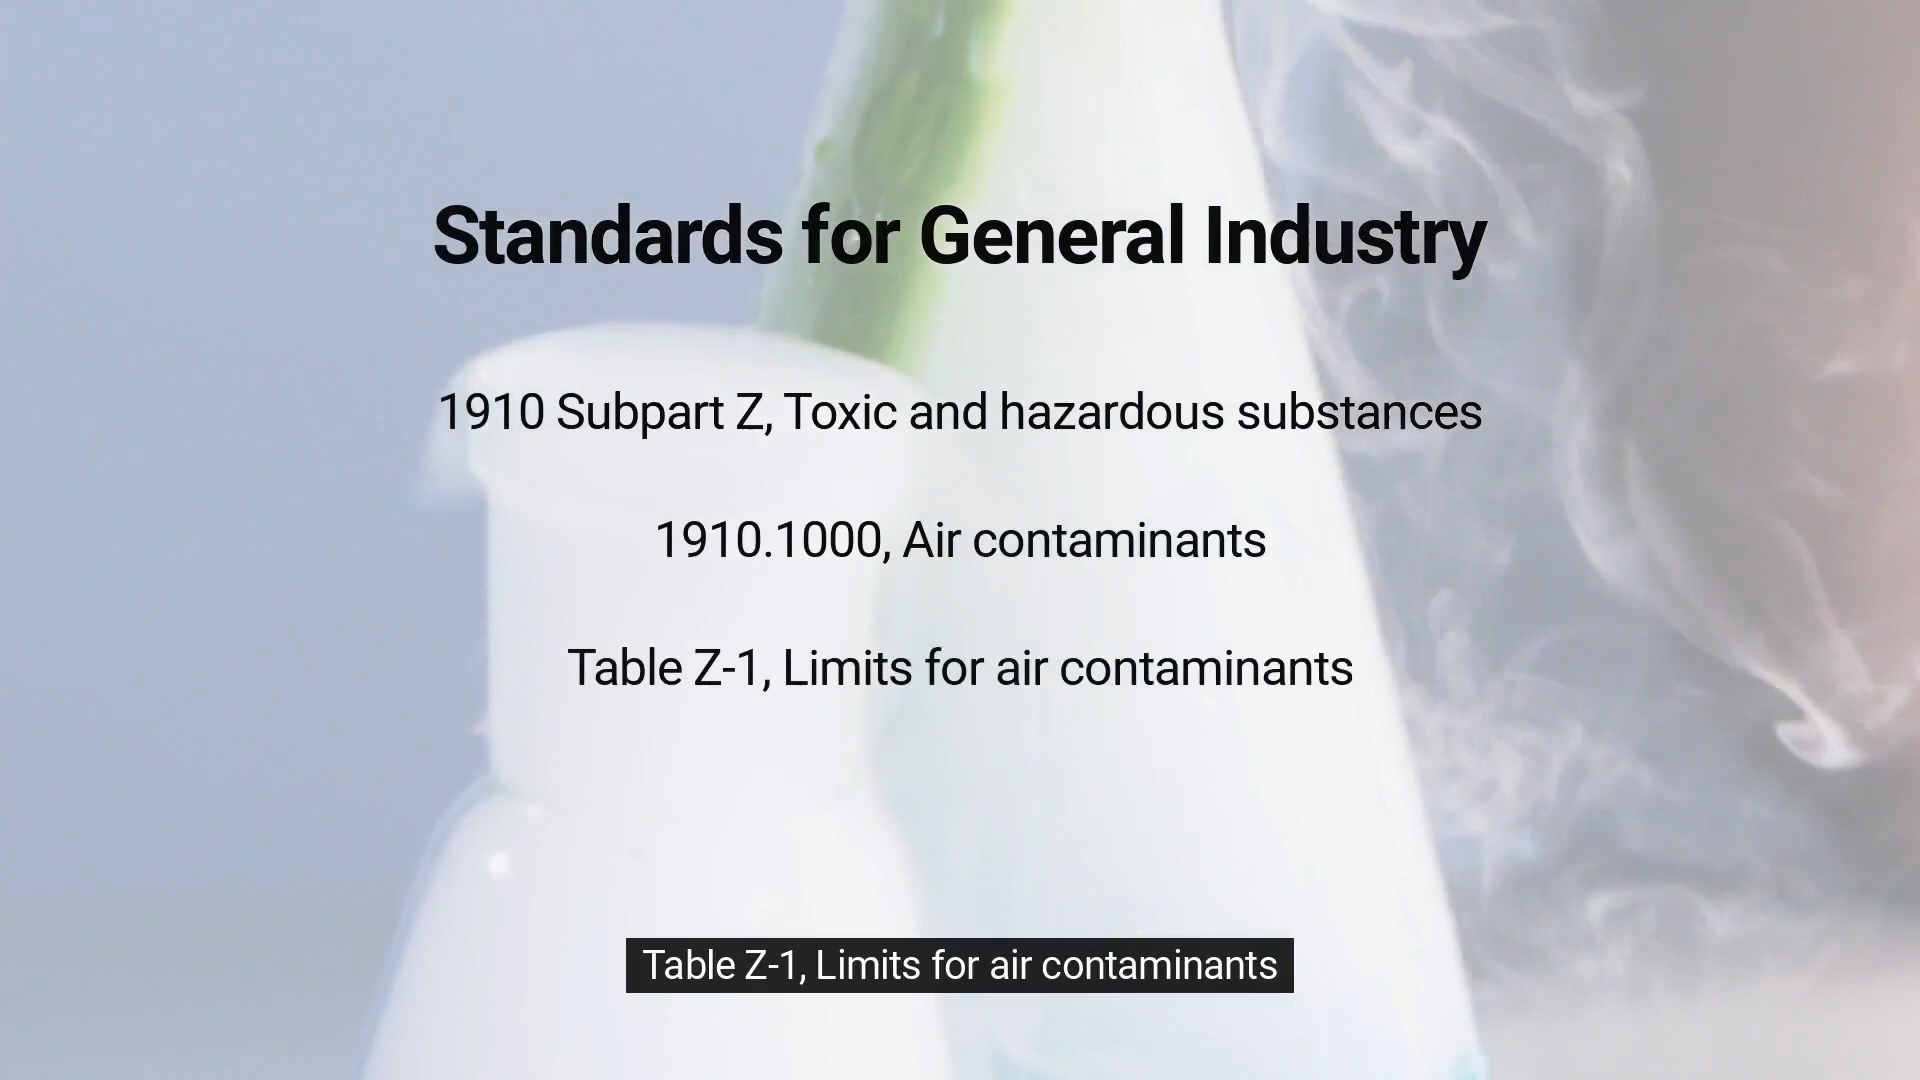 Standards for General Industry
1910 Subpart Z, Toxic and hazardous substances
1910.1000, Air contaminants
Table Z-1, Limits for air contaminants
Table Z-1, Limits for air contaminants